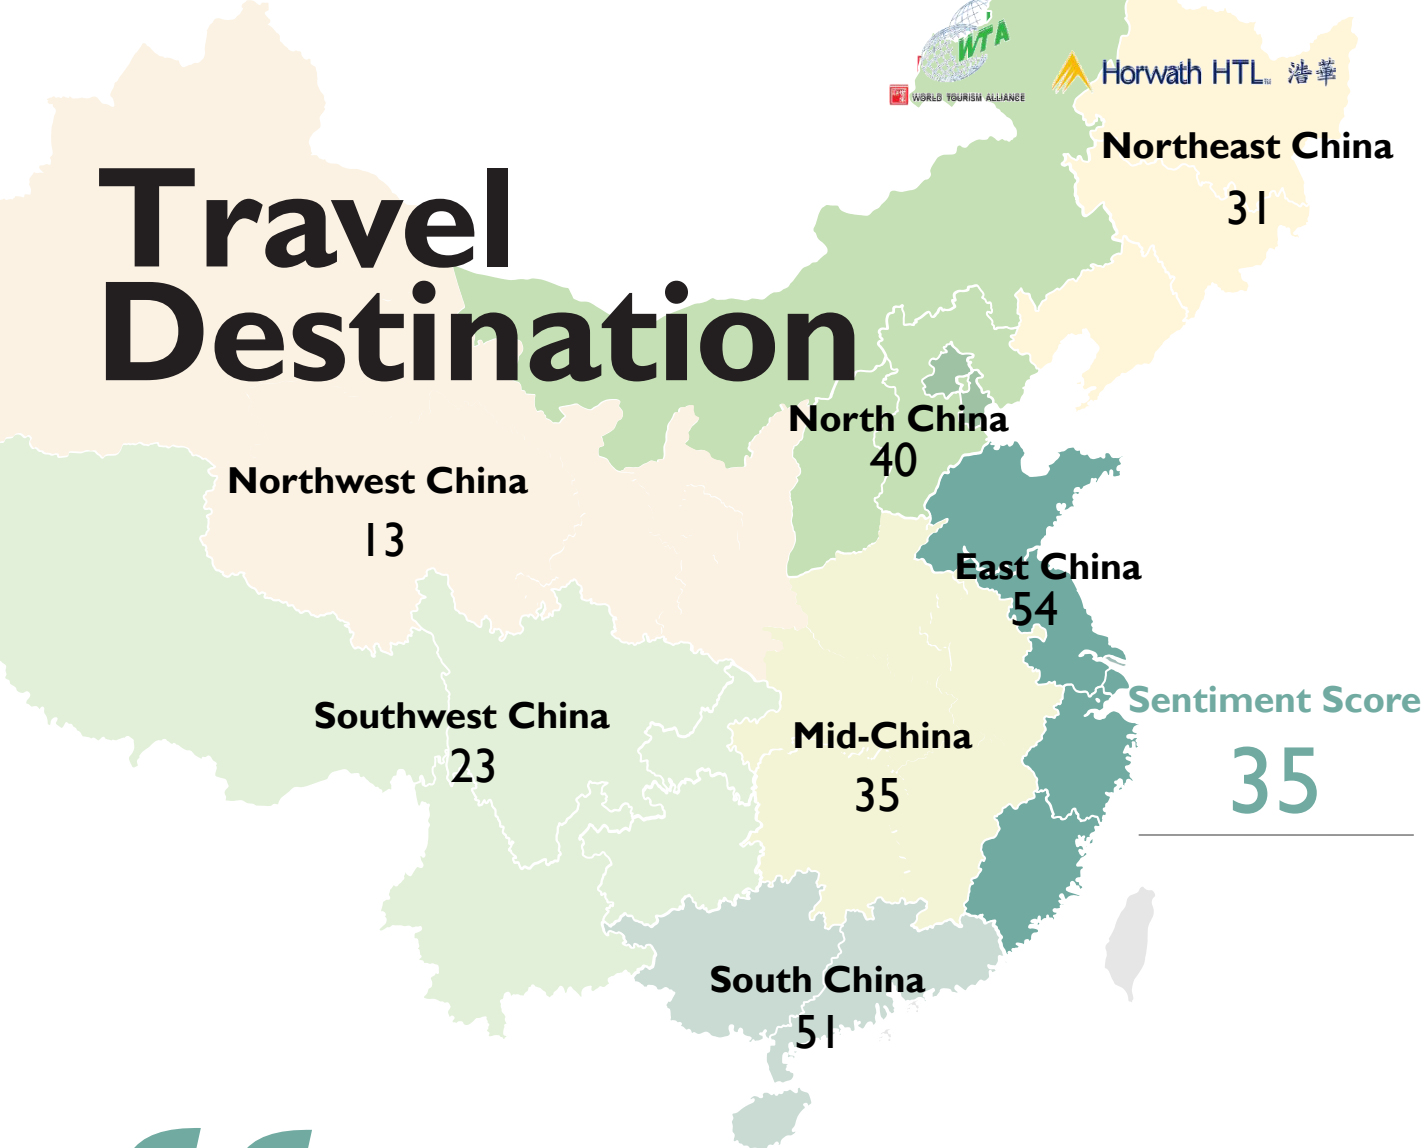 WTA
WORLD TOURISM ALLIANCE
Horwath HTL™ 浩華
Travel
Destination
Northeast China
31
North China
40
Northwest China
13
East China
54
Sentiment Score
35
Southwest China
23
Mid-China
35
South China
51